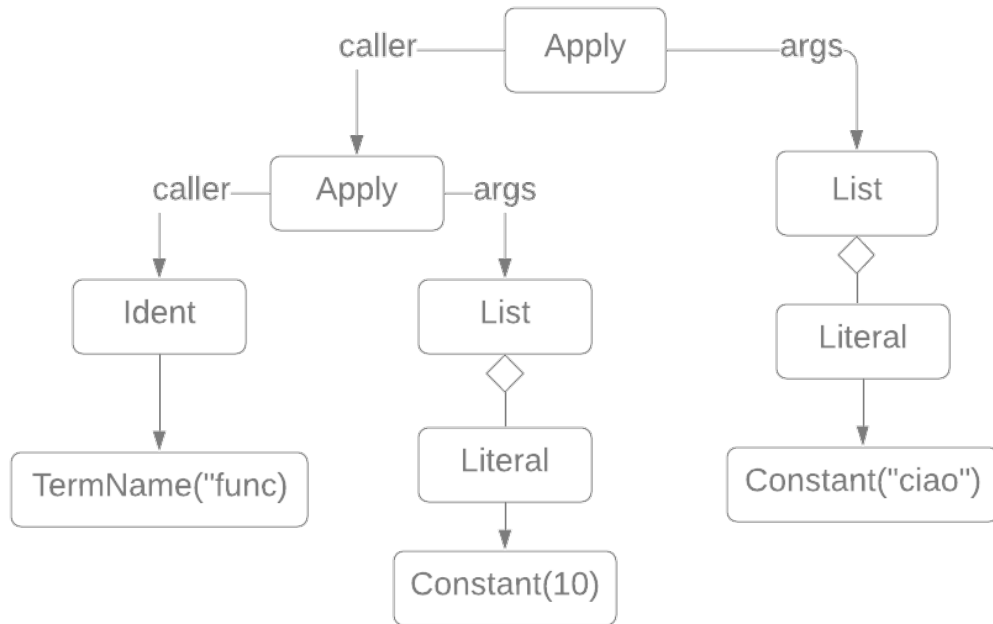 caller
Apply
args
caller
Apply
args
List
Ident
List
Literal
TermName("func)
Literal
Constant("ciao")
Constant(10)